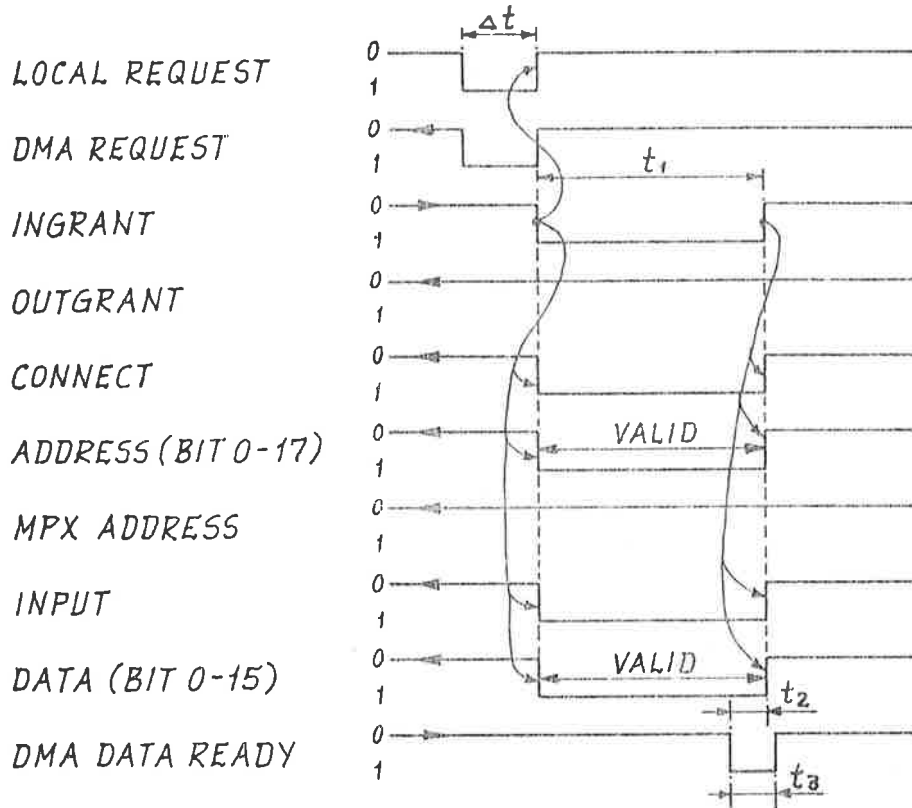 Δt
0
LOCAL REQUEST
1
0
DMA REQUEST
1
t₁
0
INGRANT
1
0
OUTGRANT
1
0
CONNECT
1
0
VALID
ADDRESS (BIT 0-17)
1
0
MPX ADDRESS
1
0
INPUT
1
0
VALID
DATA (BIT 0-15)
1
t₂
0
DMA DATA READY
1
t₃